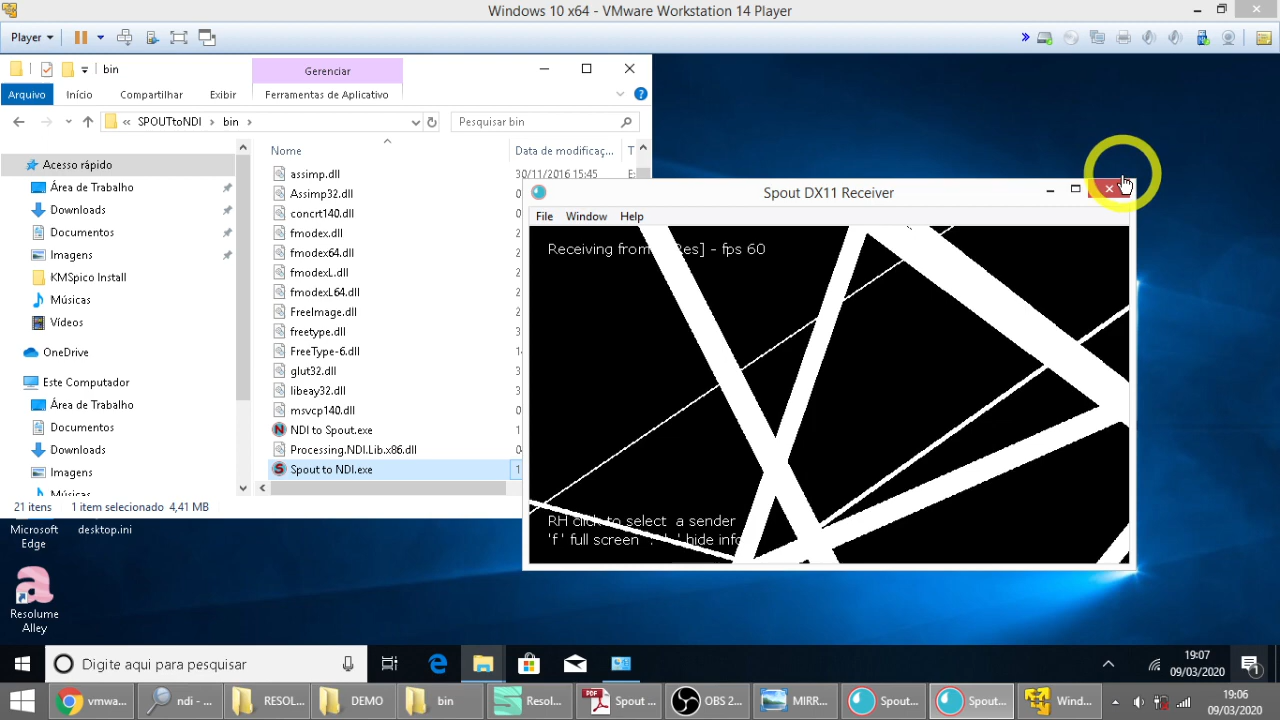 Windows 10 x64 - VMware Workstation 14 Player
Player
bin
Gerenciar
Arquivo
Início
Compartilhar
Exibir
Ferramentas de Aplicativo
« SPOUTtoNDI › bin ›
Pesquisar bin
Acesso rápido
Área de Trabalho
Downloads
Documentos
Imagens
KMSpico Install
Músicas
Vídeos
OneDrive
Este Computador
Área de Trabalho
Documentos
Downloads
Imagens
Músicas
Nome
Data de modificaç...
T
assimp.dll
30/11/2016 15:45
Assimp32.dll
concrt140.dll
fmodex.dll
fmodex64.dll
fmodexL.dll
fmodexL64.dll
FreeImage.dll
freetype.dll
FreeType-6.dll
glut32.dll
libeay32.dll
msvcp140.dll
NDI to Spout.exe
Processing.NDI.Lib.x86.dll
Spout to NDI.exe
21 itens
1 item selecionado 4,41 MB
Spout DX11 Receiver
File
Window
Help
Receiving from Res] - fps 60
RH click to select a sender
'f' full screen hide info
Microsoft
Edge
desktop.ini
Resolume
Alley
Digite aqui para pesquisar
19:07
09/03/2020
1
vmwa...
ndi - ...
RESOL...
DEMO
bin
Resol...
Spout ...
OBS 2...
MIRR...
Spout...
Spout...
Wind...
19:06
09/03/2020